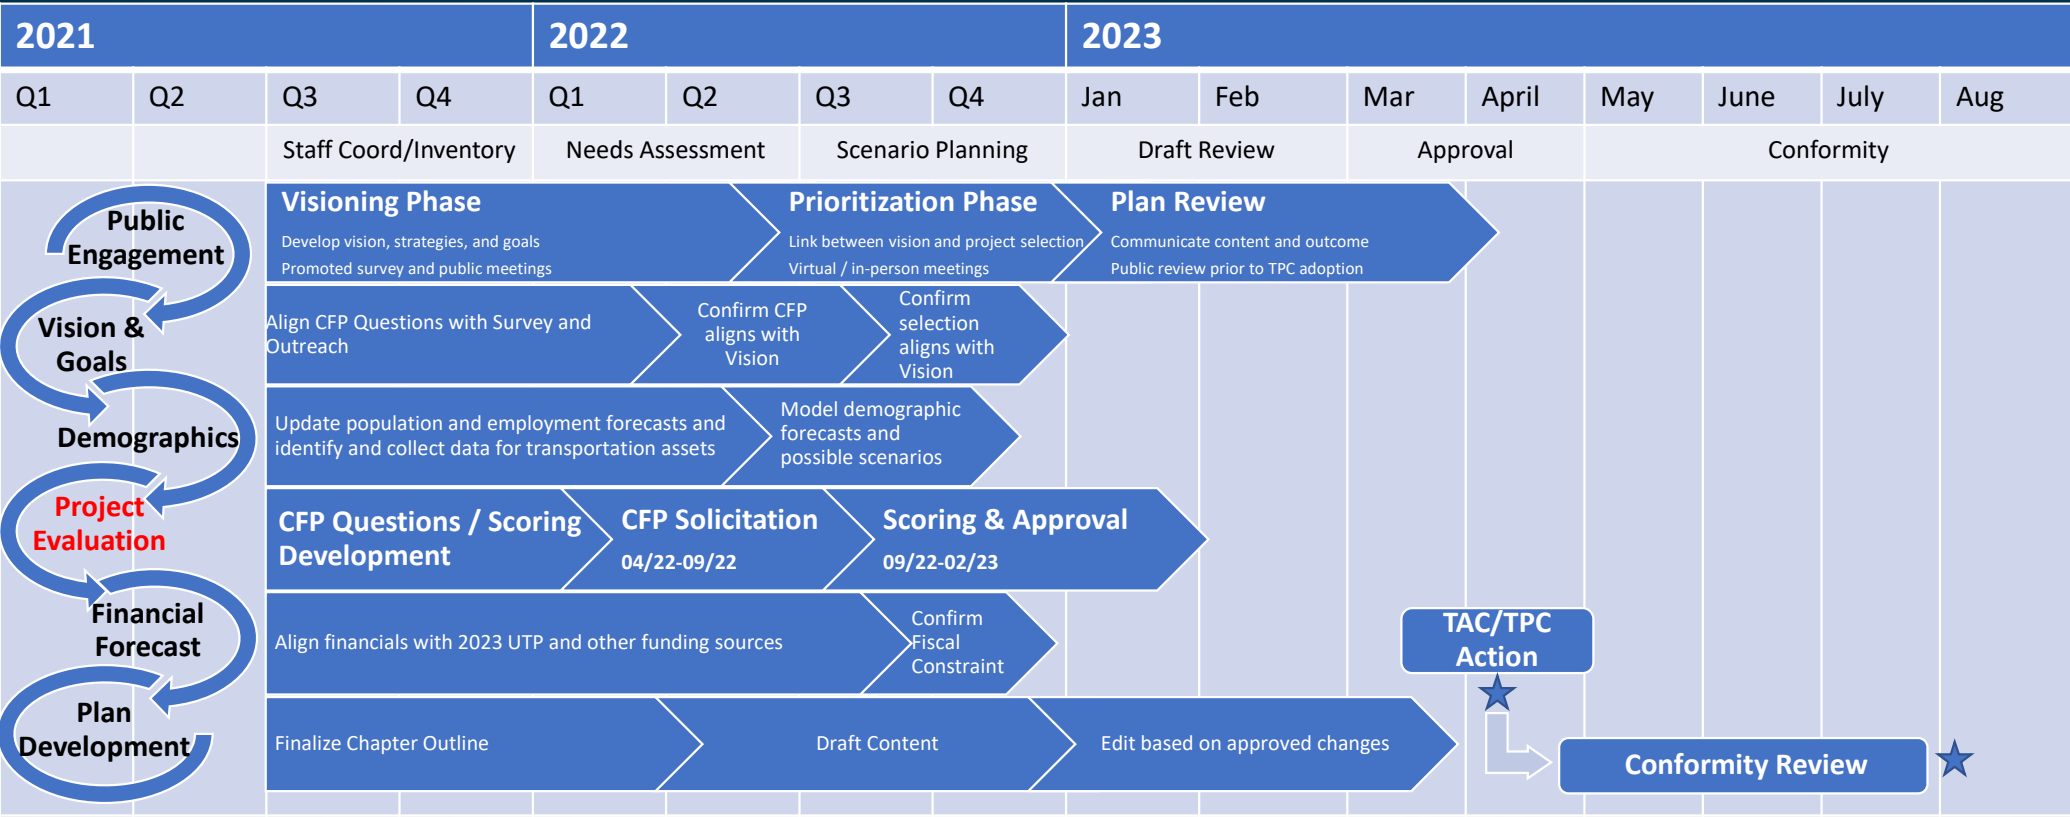 2021 2022 2023
Q1 Q2 Q3 Q4 Q1 Q2 Q3 Q4 Jan Feb Mar April May June July Aug
Staff Coord/Inventory Needs Assessment Scenario Planning Draft Review Approval Conformity
Public
Engagement
Visioning Phase
Develop vision, strategies, and goals
Promoted survey and public meetings
Prioritization Phase
Link between vision and project selection
Virtual / in-person meetings
Plan Review
Communicate content and outcome
Public review prior to TPC adoption
Vision &
Goals
Align CFP Questions with Survey and
Outreach
Confirm CFP
aligns with
Vision
Confirm
selection
aligns with
Vision
Demographics
Update population and employment forecasts and
identify and collect data for transportation assets
Model demographic
forecasts and
possible scenarios
Project
Evaluation
CFP Questions / Scoring
Development
CFP Solicitation
04/22-09/22
Scoring & Approval
09/22-02/23
Financial
Forecast
Align financials with 2023 UTP and other funding sources
Confirm
Fiscal
Constraint
TAC/TPC
Action
Plan
Development
Finalize Chapter Outline
Draft Content
Edit based on approved changes
Conformity Review